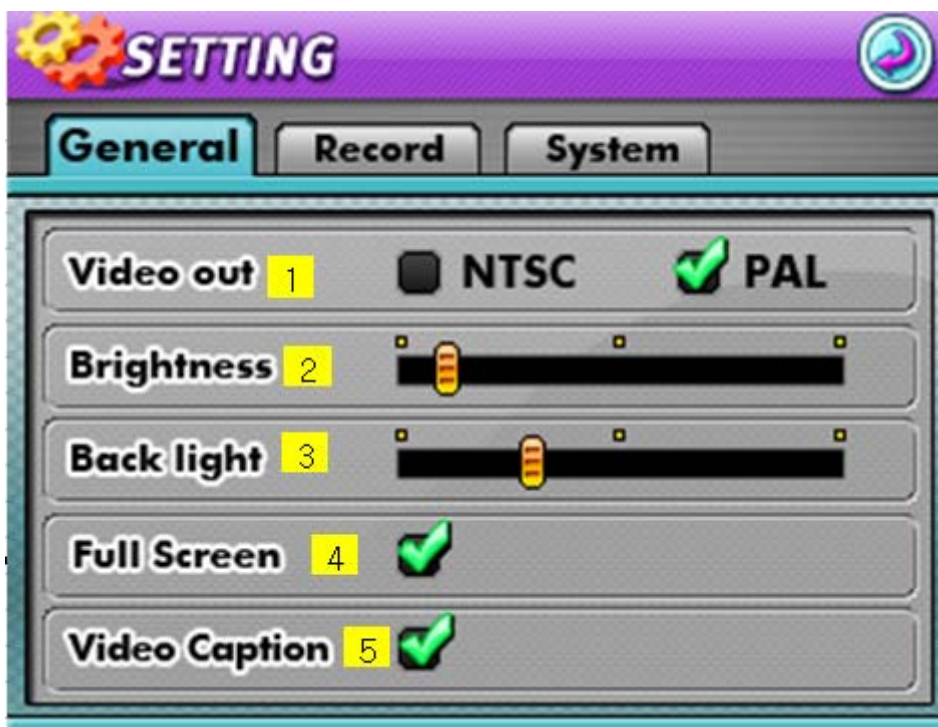 SETTING
General Record System
Video out 1 NTSC PAL
Brightness 2
Back light 3
Full Screen 4
Video Caption 5